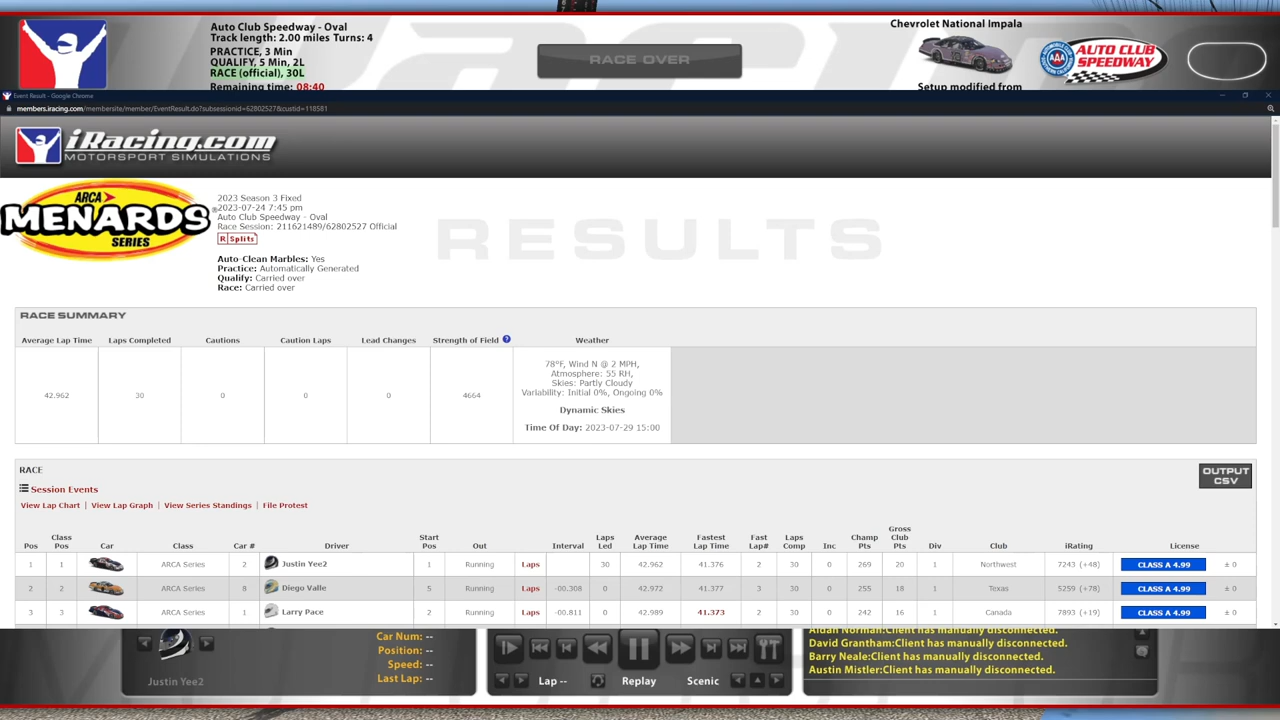 Auto Club Speedway - Oval
Track length: 2.00 miles Turns: 4
PRACTICE, 3 Min
QUALIFY, 5 Min, 2L
RACE (official), 30L
Remaining time: 08:40
RACE OVER
Chevrolet National Impala
AAA
AUTO CLUB
SPEEDWAY
Setup modified from
Event Result - Google Chrome
members.iracing.com/membersite/member/EventResult.do?subsessionid=62802527&custid=118581
iRacing.com
MOTORSPORT SIMULATIONS
ARCA
MENARDS
SERIES
2023 Season 3 Fixed
2023-07-24 7:45 pm
Auto Club Speedway - Oval
Race Session: 211621489/62802527 Official
R Splits
RESULTS
Auto-Clean Marbles: Yes
Practice: Automatically Generated
Qualify: Carried over
Race: Carried over
RACE SUMMARY
Average Lap Time Laps Completed Cautions Caution Laps Lead Changes Strength of Field ? Weather
42.962 30 0 0 0 4664
78°F, Wind N @ 2 MPH,
Atmosphere: 55 RH,
Skies: Partly Cloudy
Variability: Initial 0%, Ongoing 0%
Dynamic Skies
Time Of Day: 2023-07-29 15:00
RACE
OUTPUT
CSV
Session Events
View Lap Chart | View Lap Graph | View Series Standings | File Protest
Pos Class Pos Car Class Car # Driver Start Pos Out Interval Laps Led Average Lap Time Fastest Lap Time Fast Lap# Laps Comp Inc Champ Pts Gross Club Pts Div Club iRating License
1 1 ARCA Series 2 Justin Yee2 1 Running Laps 30 42.962 41.376 2 30 0 269 20 1 Northwest 7243 (+48) CLASS A 4.99 ± 0
2 2 ARCA Series 8 Diego Valle 5 Running Laps -00.308 0 42.972 41.377 2 30 0 255 18 1 Texas 5259 (+78) CLASS A 4.99 ± 0
3 3 ARCA Series 1 Larry Pace 2 Running Laps -00.811 0 42.989 41.373 3 30 0 242 16 1 Canada 7893 (+19) CLASS A 4.99 ± 0
Justin Yee2
Car Num: --
Position: --
Speed: --
Last Lap: --
Lap -- Replay Scenic
Aidan Norman:Client has manually disconnected.
David Grantham:Client has manually disconnected.
Barry Neale:Client has manually disconnected.
Austin Mistler:Client has manually disconnected.